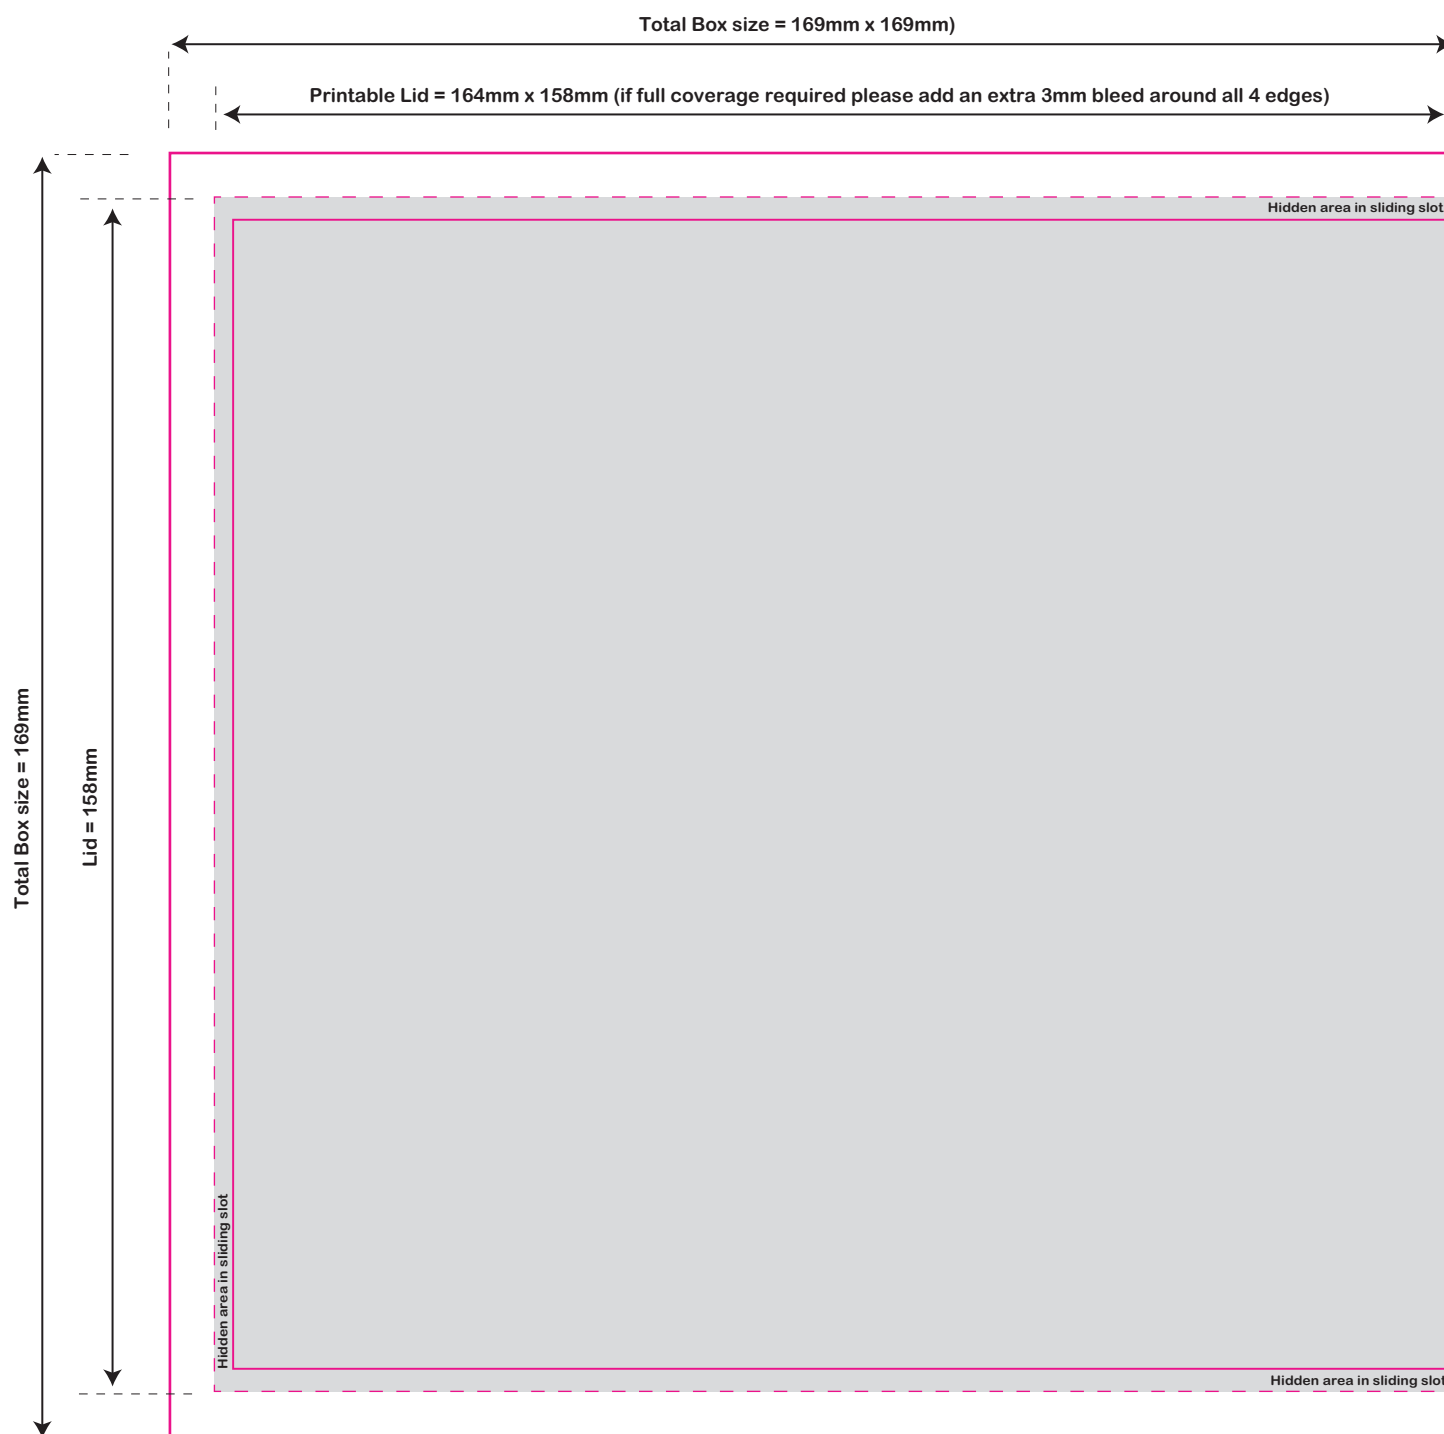 Total Box size = 169mm x 169mm)
Printable Lid = 164mm x 158mm (if full coverage required please add an extra 3mm bleed around all 4 edges)
Hidden area in sliding slot
Total Box size = 169mm
Lid = 158mm
Hidden area in sliding slot
Hidden area in sliding slot